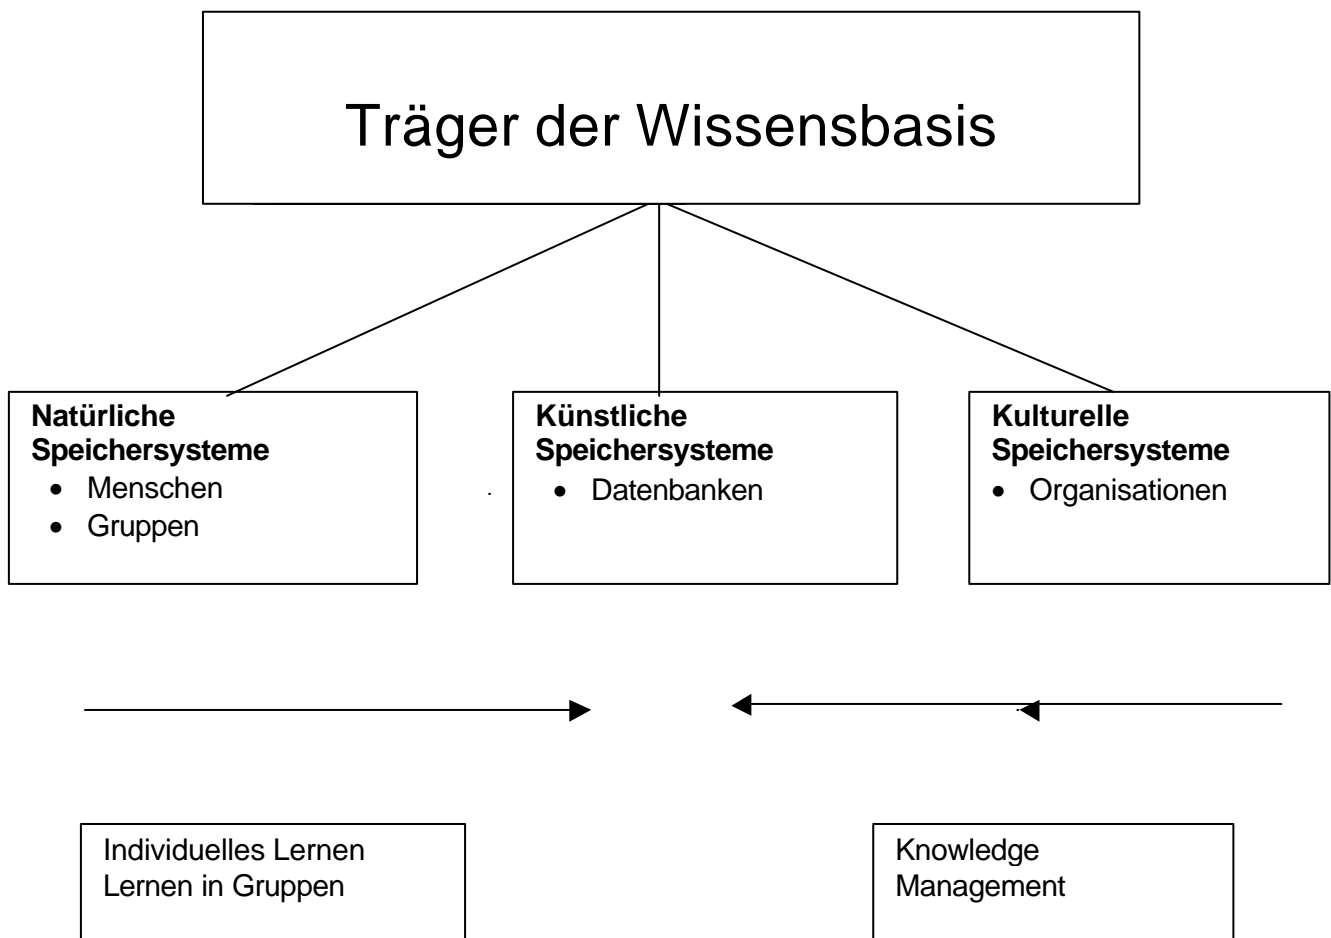 Träger der Wissensbasis
Natürliche
Speichersysteme
• Menschen
• Gruppen
Künstliche
Speichersysteme
• Datenbanken
Kulturelle
Speichersysteme
• Organisationen
Individuelles Lernen
Lernen in Gruppen
Knowledge
Management